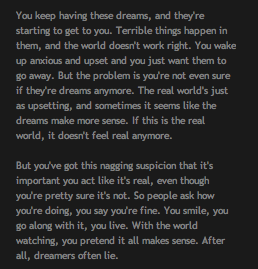 You keep having these dreams, and they're
starting to get to you. Terrible things happen in
them, and the world doesn't work right. You wake
up anxious and upset and you just want them to
go away. But the problem is you're not even sure
if they're dreams anymore. The real world's just
as upsetting, and sometimes it seems like the
dreams make more sense. If this is the real
world, it doesn't feel real anymore.

But you've got this nagging suspicion that it's
important you act like it's real, even though
you're pretty sure it's not. So people ask how
you're doing, you say you're fine. You smile, you
go along with it, you live. With the world
watching, you pretend it all makes sense. After
all, dreamers often lie.